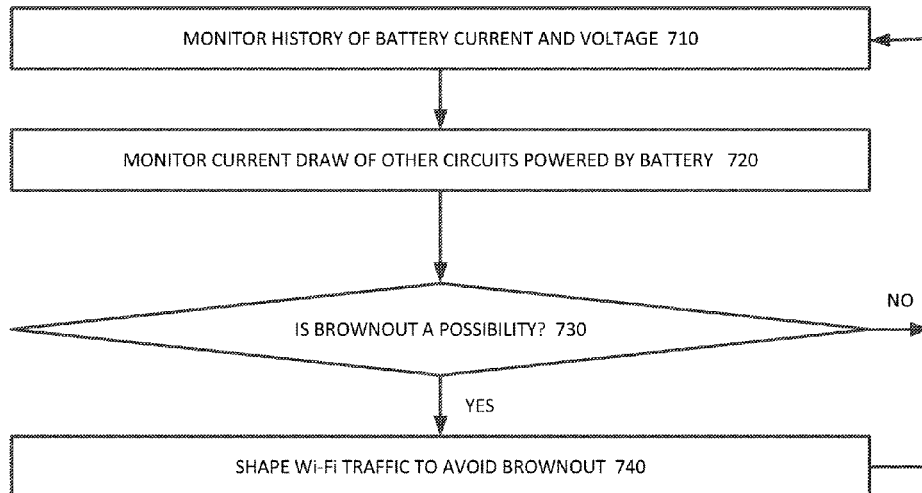 MONITOR HISTORY OF BATTERY CURRENT AND VOLTAGE 710
MONITOR CURRENT DRAW OF OTHER CIRCUITS POWERED BY BATTERY 720
NO
IS BROWNOUT A POSSIBILITY? 730
YES
SHAPE Wi-Fi TRAFFIC TO AVOID BROWNOUT 740